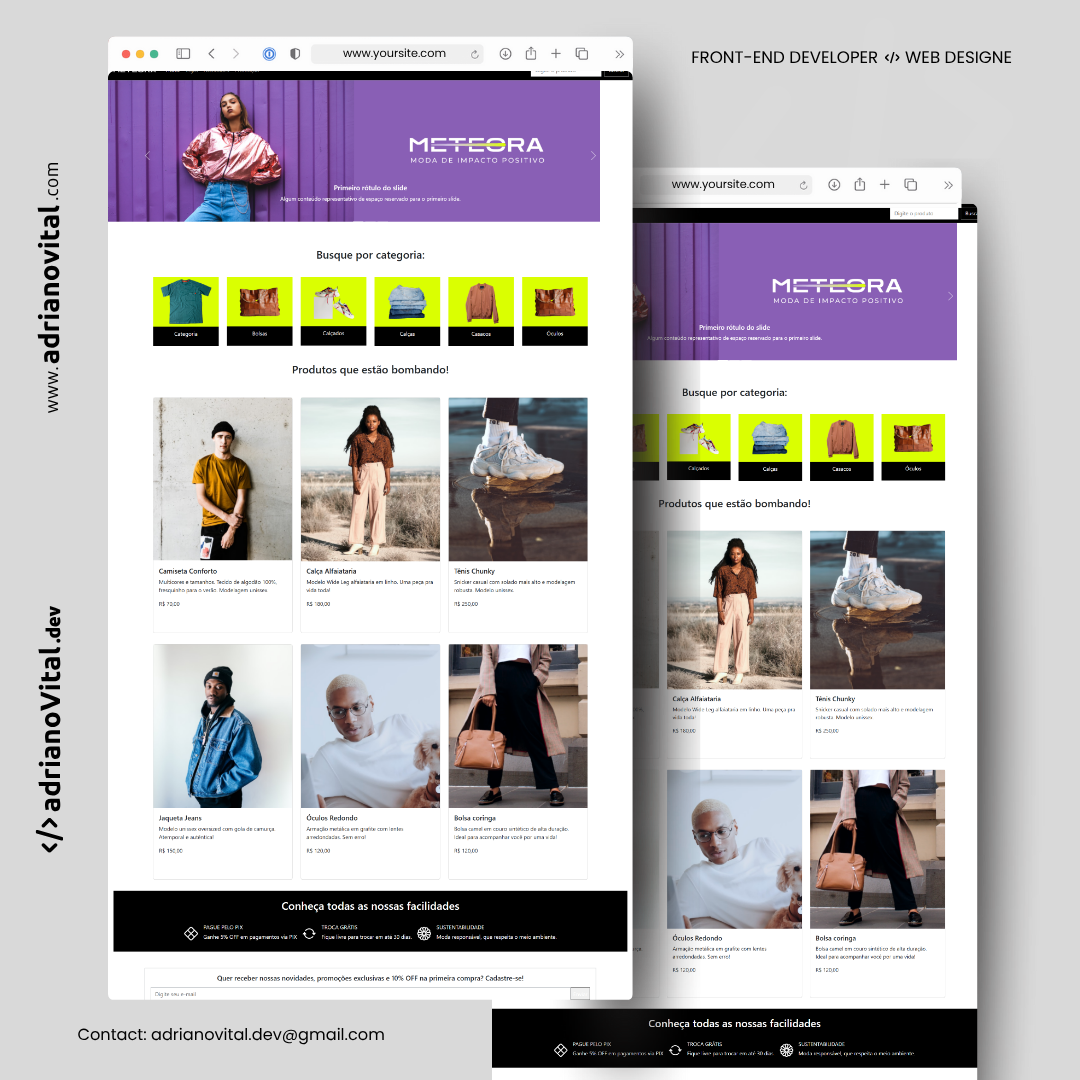 www.yoursite.com
FRONT-END DEVELOPER </> WEB DESIGNE
www.adrianovital.com
</> adrianoVital.dev
METEORA
MODA DE IMPACTO POSITIVO
Primeiro rótulo do slide
Algum conteúdo representativo de espaço reservado para o primeiro slide.
Busque por categoria:
Categoria
Bolsas
Calçados
Calças
Casacos
Óculos
Produtos que estão bombando!
Camiseta Conforto
Multicores e tamanhos. Tecido de algodão 100%,
fresquinho para o verão. Modelagem unissex.
R$ 70,00
Calça Alfaiataria
Modelo Wide Leg alfaiataria em linho. Uma peça pra
vida toda!
R$ 180,00
Tênis Chunky
Snicker casual com solado mais alto e modelagem
robusta. Modelo unissex.
R$ 250,00
Jaqueta Jeans
Modelo unissex oversized com gola de camurça.
Atemporal e autêntica!
R$ 150,00
Óculos Redondo
Armação metálica em grafite com lentes
arredondadas. Sem erro!
R$ 120,00
Bolsa coringa
Bolsa camel em couro sintético de alta duração.
Ideal para acompanhar você por uma vida!
R$ 120,00
Conheça todas as nossas facilidades
PAGUE PELO PIX
Ganhe 5% OFF em pagamentos via PIX
TROCA GRÁTIS
Fique livre para trocar em até 30 dias.
SUSTENTABILIDADE
Moda responsável, que respeita o meio ambiente.
Quer receber nossas novidades, promoções exclusivas e 10% OFF na primeira compra? Cadastre-se!
Digite seu e-mail
www.yoursite.com
Digite o produto
METEORA
MODA DE IMPACTO POSITIVO
Primeiro rótulo do slide
Algum conteúdo representativo de espaço reservado para o primeiro slide.
Busque por categoria:
Calçados
Calças
Casacos
Óculos
Produtos que estão bombando!
Calça Alfaiataria
Modelo Wide Leg alfaiataria em linho. Uma peça pra
vida toda!
R$ 180,00
Tênis Chunky
Snicker casual com solado mais alto e modelagem
robusta. Modelo unissex.
R$ 250,00
Óculos Redondo
Armação metálica em grafite com lentes
arredondadas. Sem erro!
R$ 120,00
Bolsa coringa
Bolsa camel em couro sintético de alta duração.
Ideal para acompanhar você por uma vida!
R$ 120,00
Conheça todas as nossas facilidades
PAGUE PELO PIX
Ganhe 5% OFF em pagamentos via PIX
TROCA GRÁTIS
Fique livre para trocar em até 30 dias.
SUSTENTABILIDADE
Moda responsável, que respeita o meio ambiente
Contact: adrianovital.dev@gmail.com